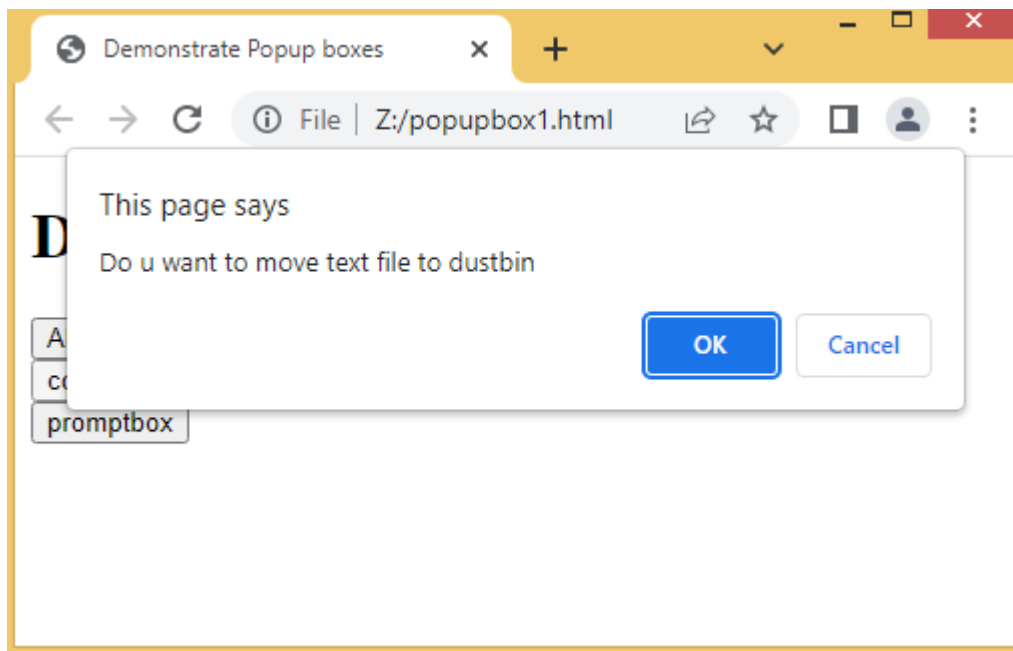 Demonstrate Popup boxes
File Z:/popupbox1.html
This page says
D
Do u want to move text file to dustbin
OK Cancel
A
co
promptbox